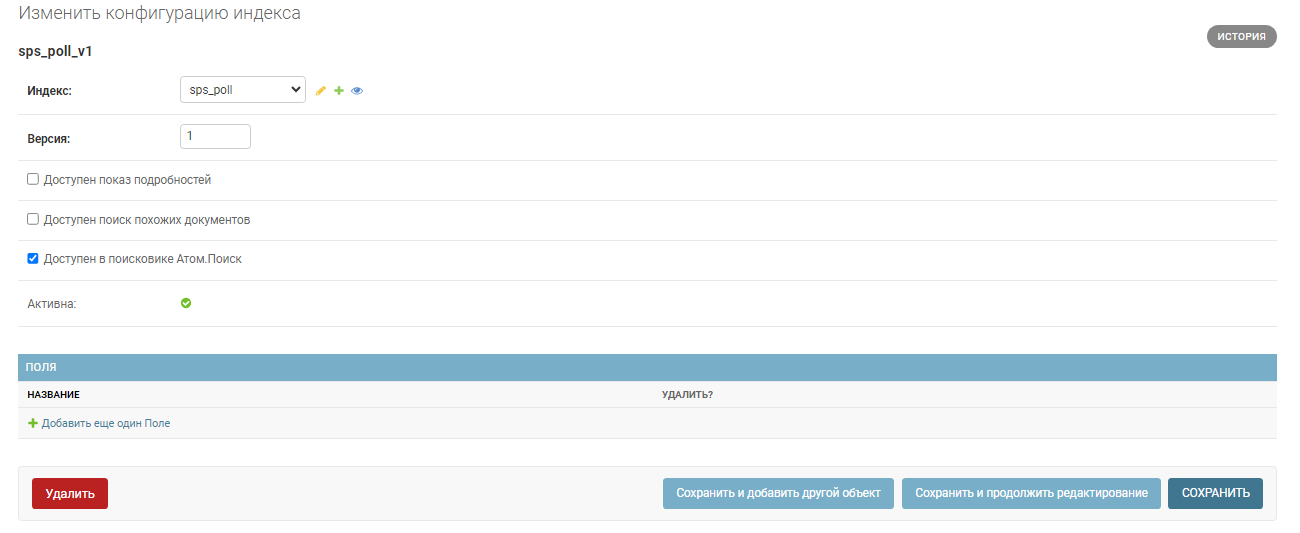 Изменить конфигурацию индекса
ИСТОРИЯ
sps_poll_v1
Индекс: sps_poll
Версия: 1
Доступен показ подробностей
Доступен поиск похожих документов
Доступен в поисковике Атом.Поиск
Активна:
ПОЛЯ
НАЗВАНИЕ УДАЛИТЬ?
Добавить еще один Поле
Удалить Сохранить и добавить другой объект Сохранить и продолжить редактирование СОХРАНИТЬ